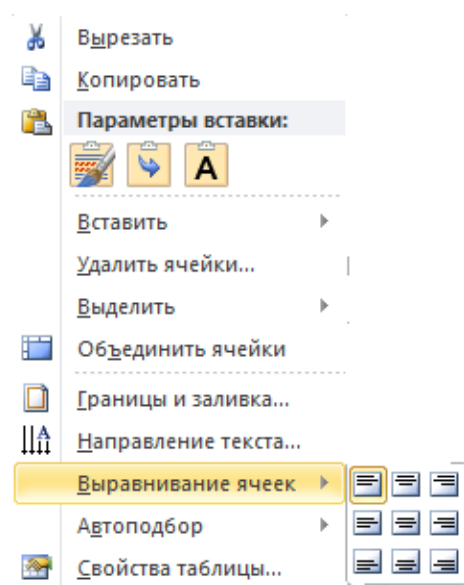 Вырезать
Копировать
Параметры вставки:
A
Вставить
Удалить ячейки...
Выделить
Объединить ячейки
Границы и заливка...
Направление текста...
Выравнивание ячеек
Автоподбор
Свойства таблицы...